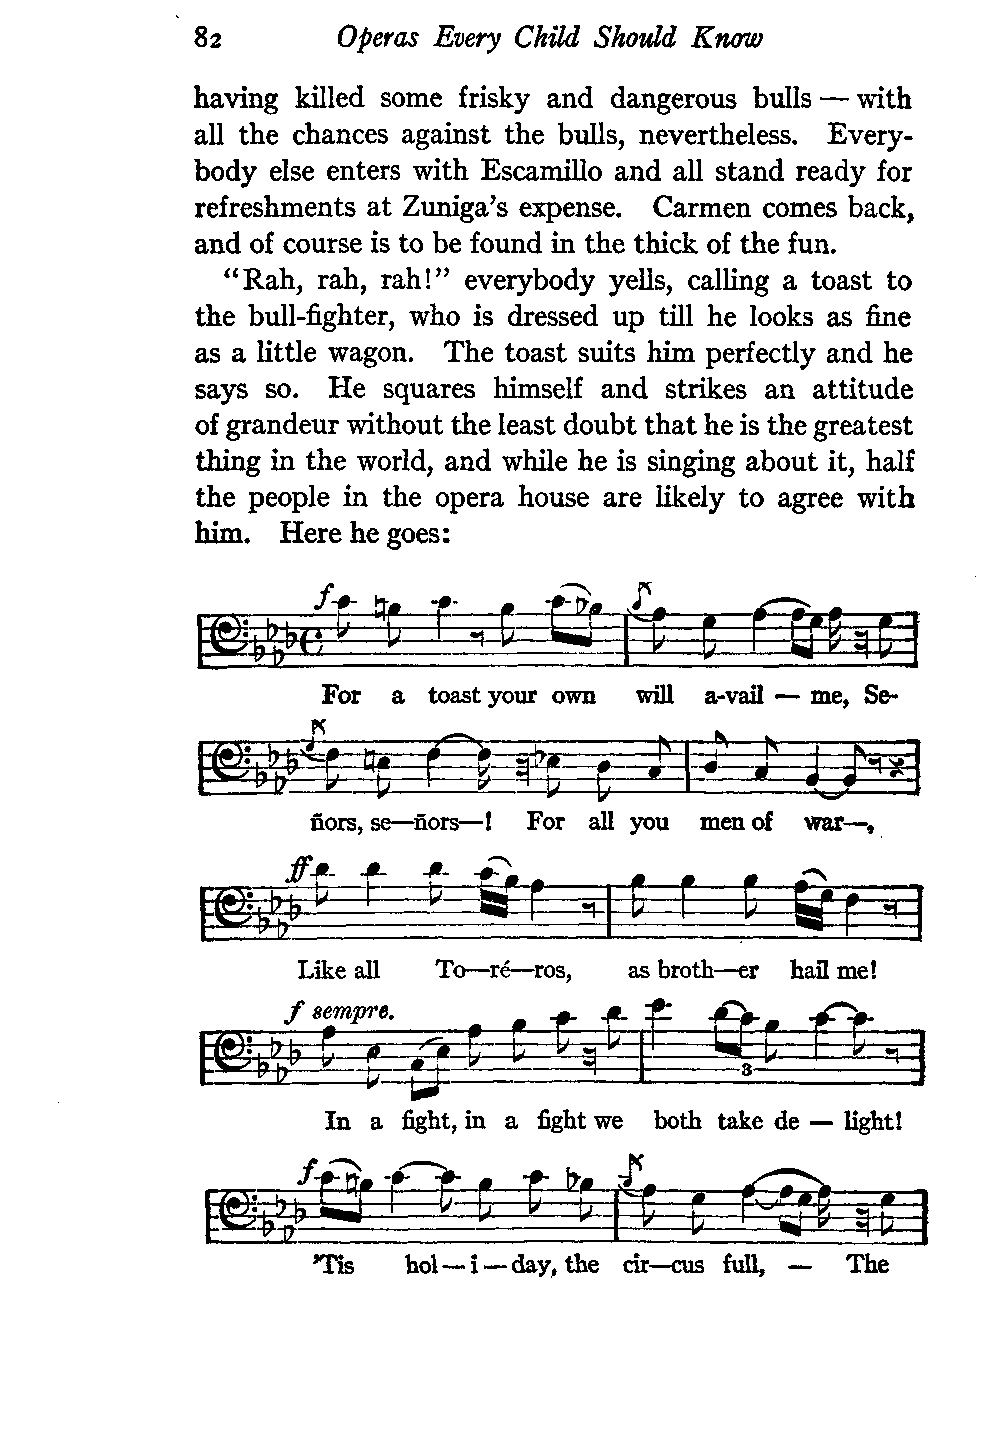 82 Operas Every Child Should Know
having killed some frisky and dangerous bulls — with
all the chances against the bulls, nevertheless. Every-
body else enters with Escamillo and all stand ready for
refreshments at Zuniga's expense. Carmen comes back,
and of course is to be found in the thick of the fun.
"Rah, rah, rah!" everybody yells, calling a toast to
the bull-fighter, who is dressed up till he looks as fine
as a little wagon. The toast suits him perfectly and he
says so. He squares himself and strikes an attitude
of grandeur without the least doubt that he is the greatest
thing in the world, and while he is singing about it, half
the people in the opera house are likely to agree with
him. Here he goes:
f
For a toast your own will a-vail — me, Se-
ñors, se—ñors—! For all you men of war—,
ff
Like all To—ré—ros, as broth—er hail me!
f sempre.
3
In a fight, in a fight we both take de — light!
f
'Tis hol — i — day, the cir—cus full, — The